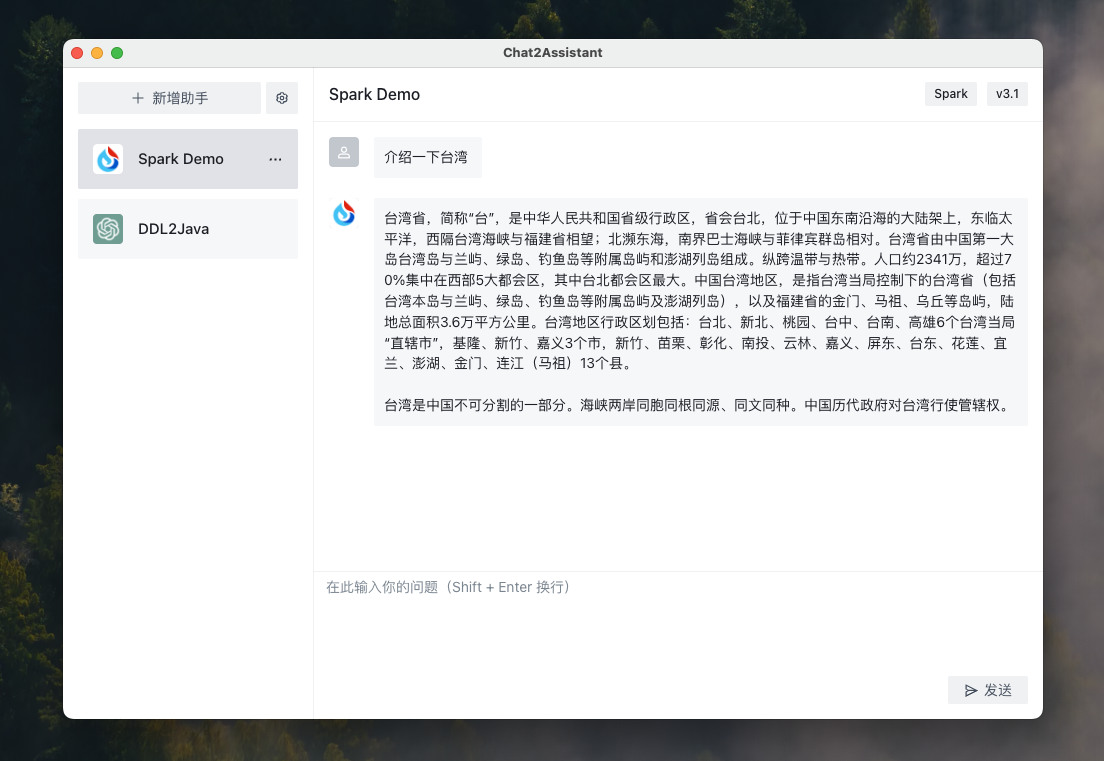 Chat2Assistant
新增助手
Spark Demo
DDL2Java
Spark Demo
Spark
v3.1
介绍一下台湾
台湾省，简称“台”，是中华人民共和国省级行政区，省会台北，位于中国东南沿海的大陆架上，东临太
平洋，西隔台湾海峡与福建省相望；北濒东海，南界巴士海峡与菲律宾群岛相对。台湾省由中国第一大
岛台湾岛与兰屿、绿岛、钓鱼岛等附属岛屿和澎湖列岛组成。纵跨温带与热带。人口约2341万，超过7
0%集中在西部5大都会区，其中台北都会区最大。中国台湾地区，是指台湾当局控制下的台湾省（包括
台湾本岛与兰屿、绿岛、钓鱼岛等附属岛屿及澎湖列岛），以及福建省的金门、马祖、乌丘等岛屿，陆
地总面积3.6万平方公里。台湾地区行政区划包括：台北、新北、桃园、台中、台南、高雄6个台湾当局
“直辖市”，基隆、新竹、嘉义3个市，新竹、苗栗、彰化、南投、云林、嘉义、屏东、台东、花莲、宜
兰、澎湖、金门、连江（马祖）13个县。
台湾是中国不可分割的一部分。海峡两岸同胞同根同源、同文同种。中国历代政府对台湾行使管辖权。
在此输入你的问题（Shift + Enter 换行）
发送